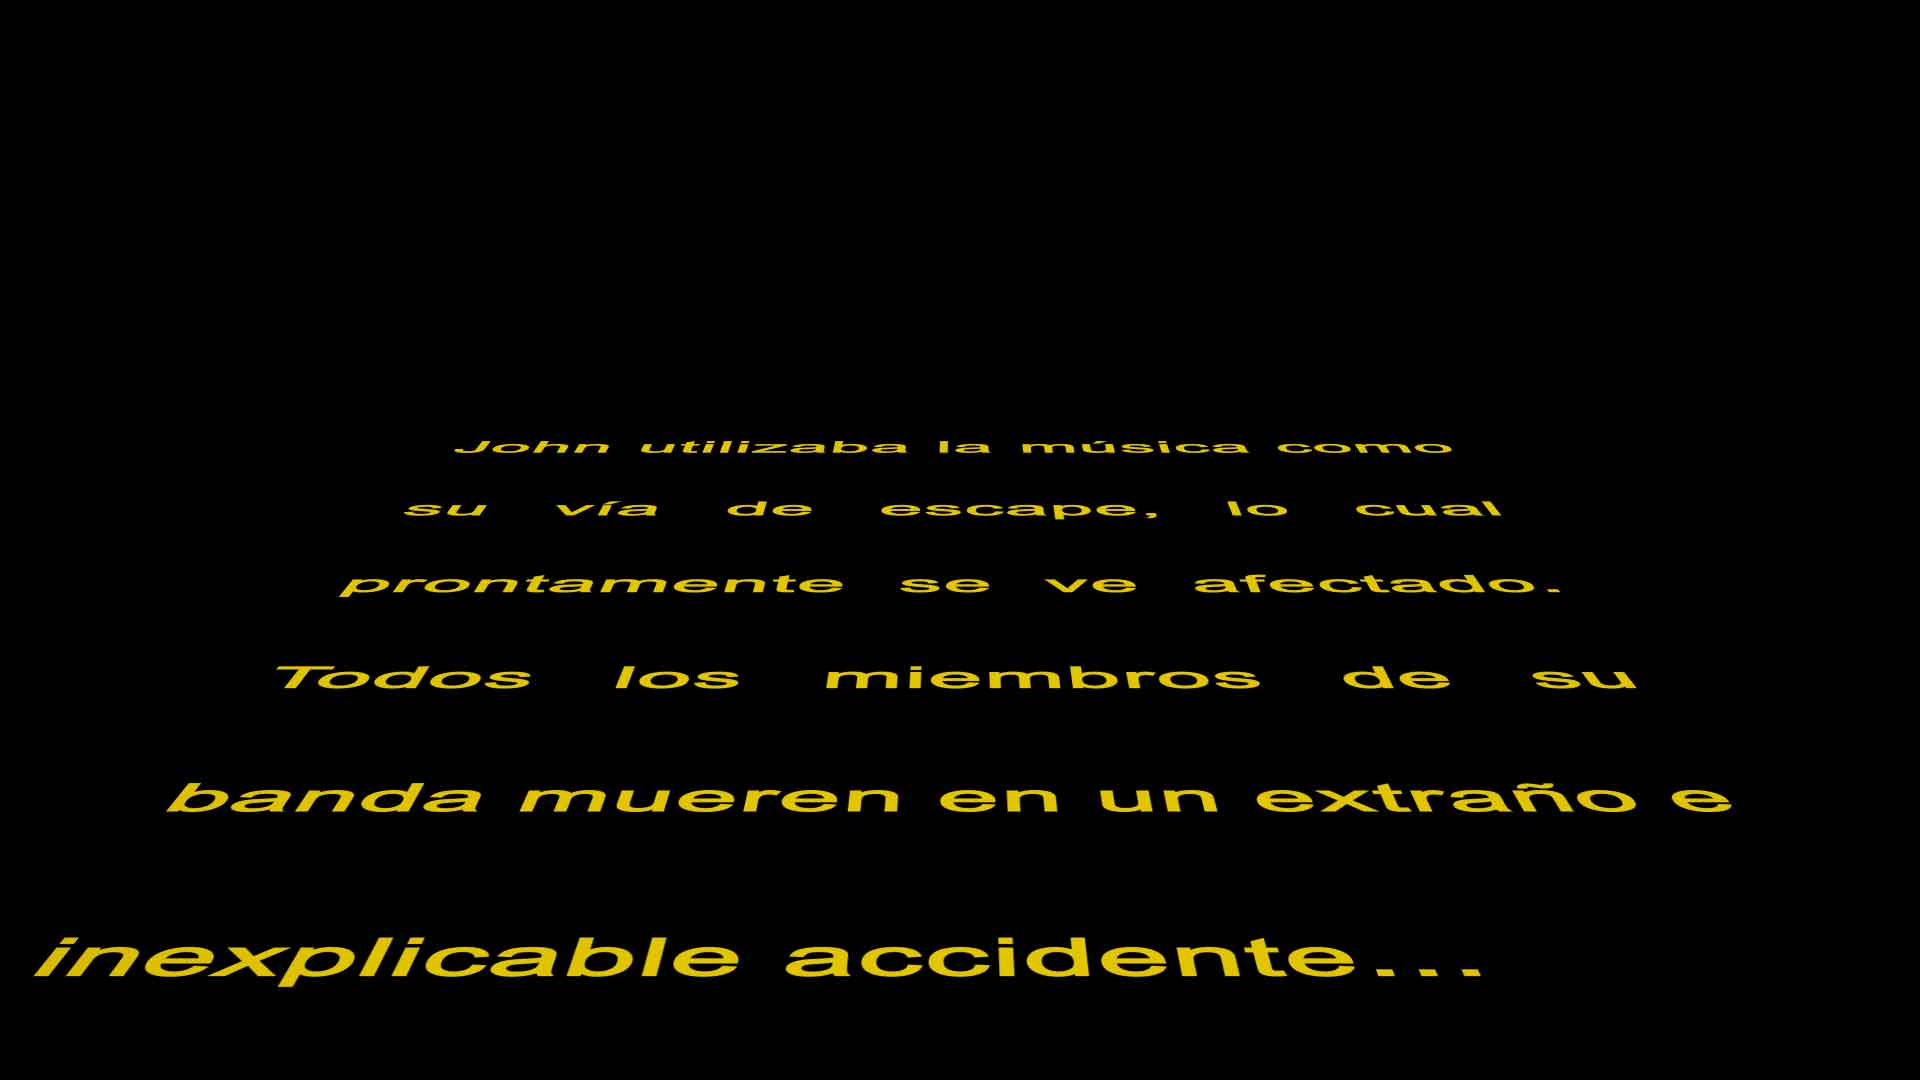 John utilizaba la música como
su vía de escape, lo cual
prontamente se ve afectado.
Todos los miembros de su
banda mueren en un extraño e
inexplicable accidente...